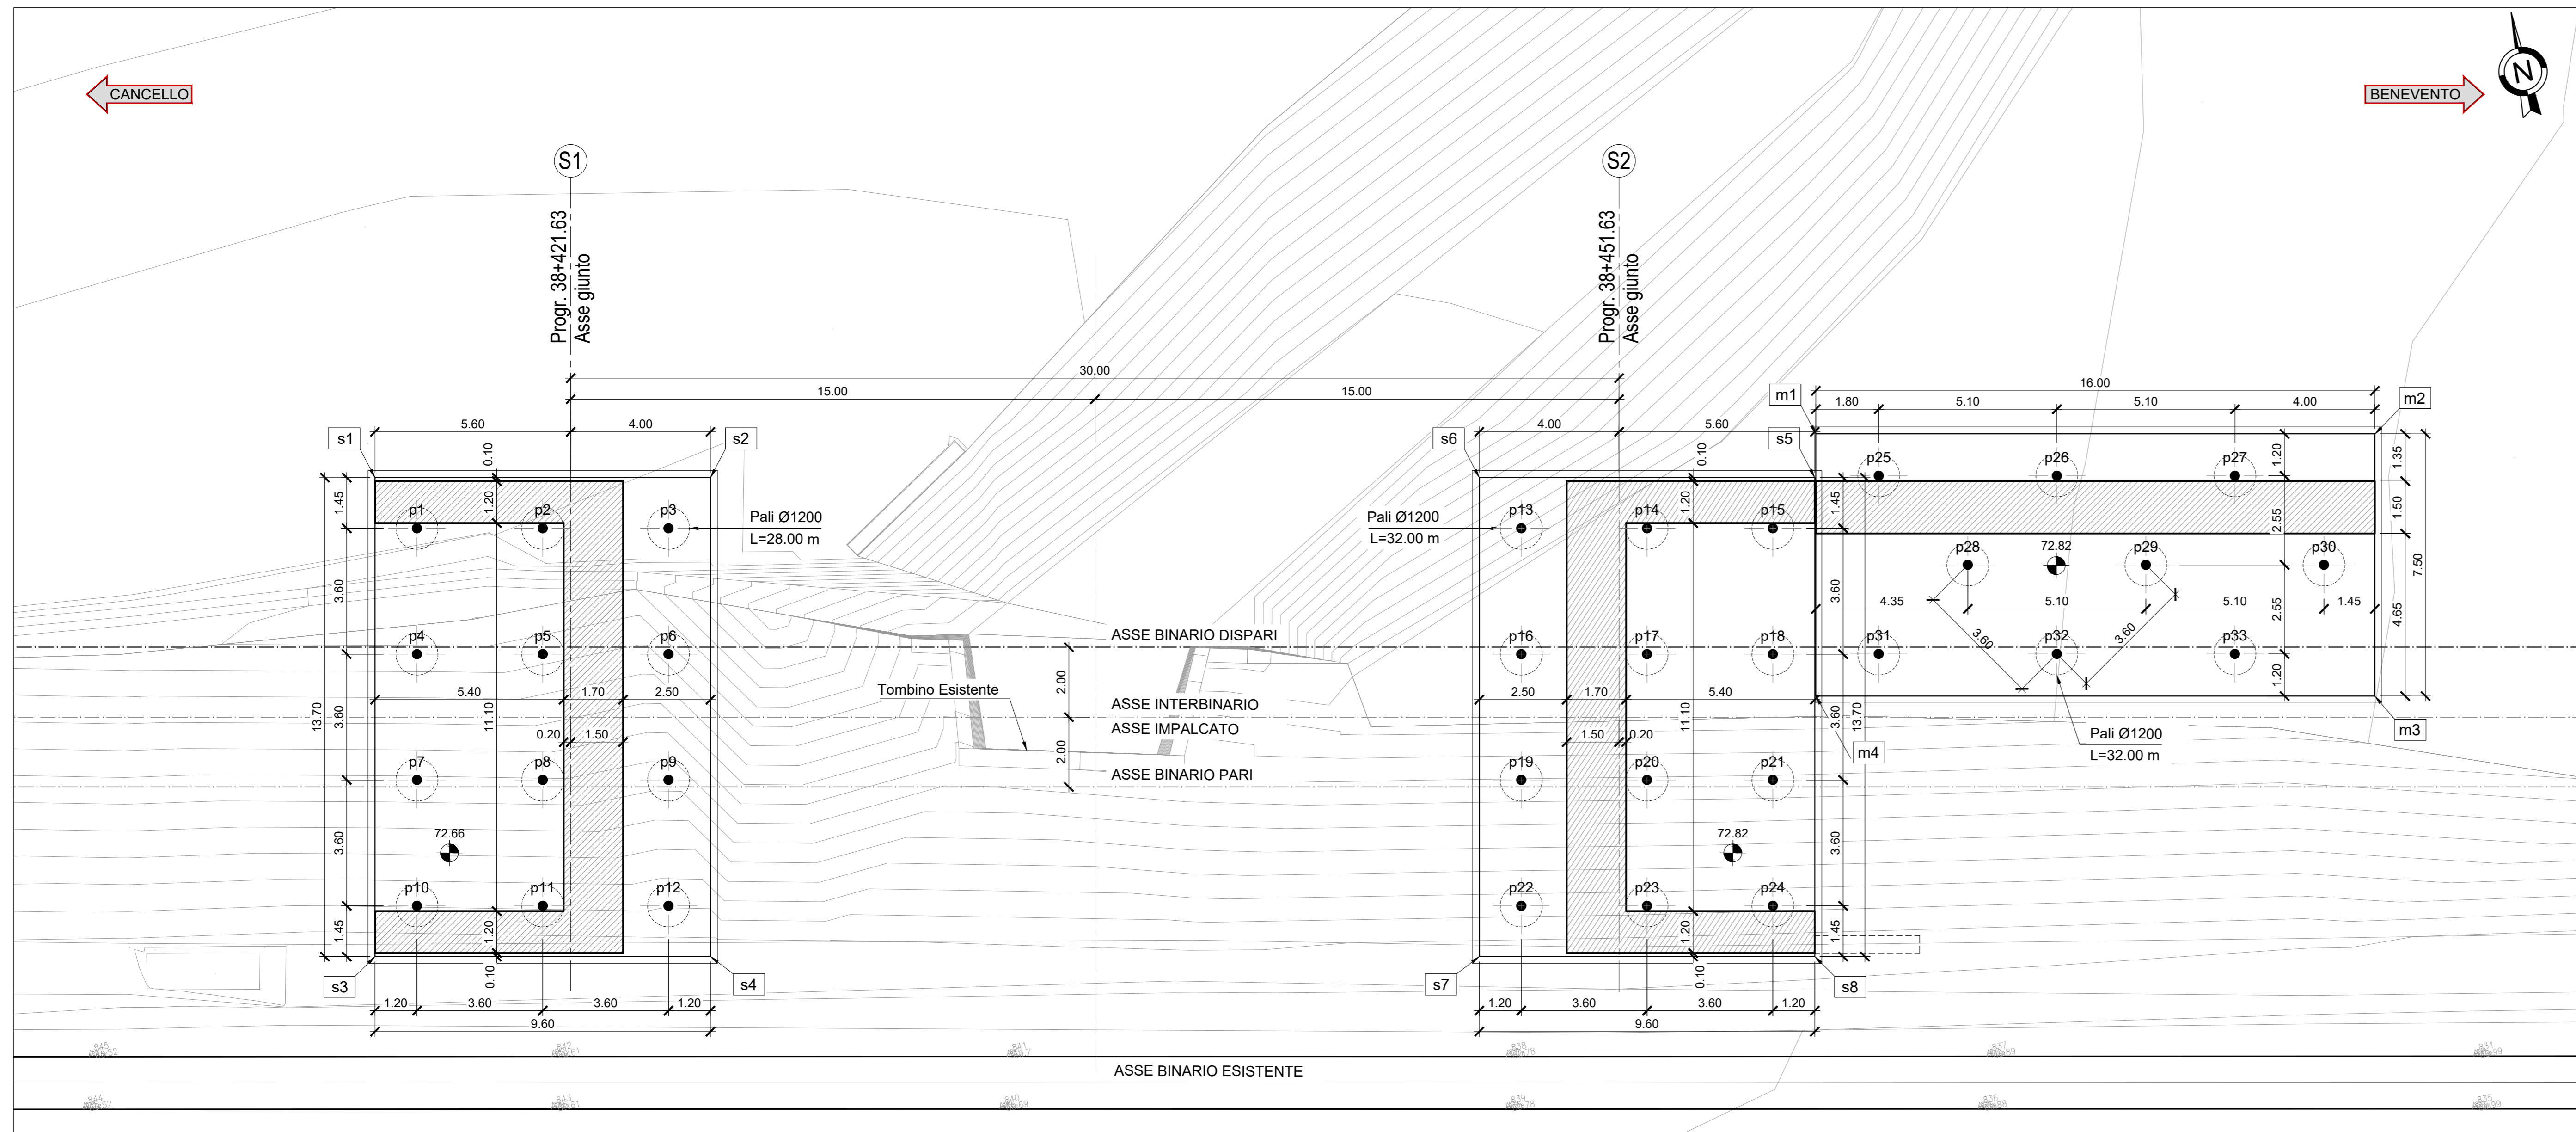 CANCELLO
BENEVENTO
N
S1
S2
Progr. 38+421.63
Asse giunto
Progr. 38+451.63
Asse giunto
30.00
15.00
15.00
16.00
m1
m2
1.80
5.10
5.10
4.00
5.60
4.00
4.00
5.60
s1
s2
s6
s5
0.10
0.10
1.20
1.35
1.45
1.20
1.20
1.45
1.50
p1
p2
p3
Pali Ø1200
L=28.00 m
Pali Ø1200
L=32.00 m
p13
p14
p15
p25
p26
p27
2.55
7.50
p28
72.82
p29
p30
3.60
3.60
4.35
5.10
5.10
1.45
4.65
2.55
ASSE BINARIO DISPARI
p4
p5
p6
p16
p17
p18
p31
p32
p33
3.60
3.60
1.20
5.40
1.70
2.50
Tombino Esistente
2.00
ASSE INTERBINARIO
2.50
1.70
5.40
13.70
3.60
11.10
ASSE IMPALCATO
11.10
3.60
13.70
m3
0.20
1.50
1.50
0.20
m4
Pali Ø1200
L=32.00 m
2.00
p7
p8
p9
ASSE BINARIO PARI
p19
p20
p21
72.66
72.82
3.60
3.60
p10
p11
p12
p22
p23
p24
1.45
1.20
1.20
1.45
0.10
0.10
s3
s4
s7
s8
1.20
3.60
3.60
1.20
1.20
3.60
3.60
1.20
9.60
9.60
845
842
841
838
837
834
ASSE BINARIO ESISTENTE
844
843
840
839
836
835